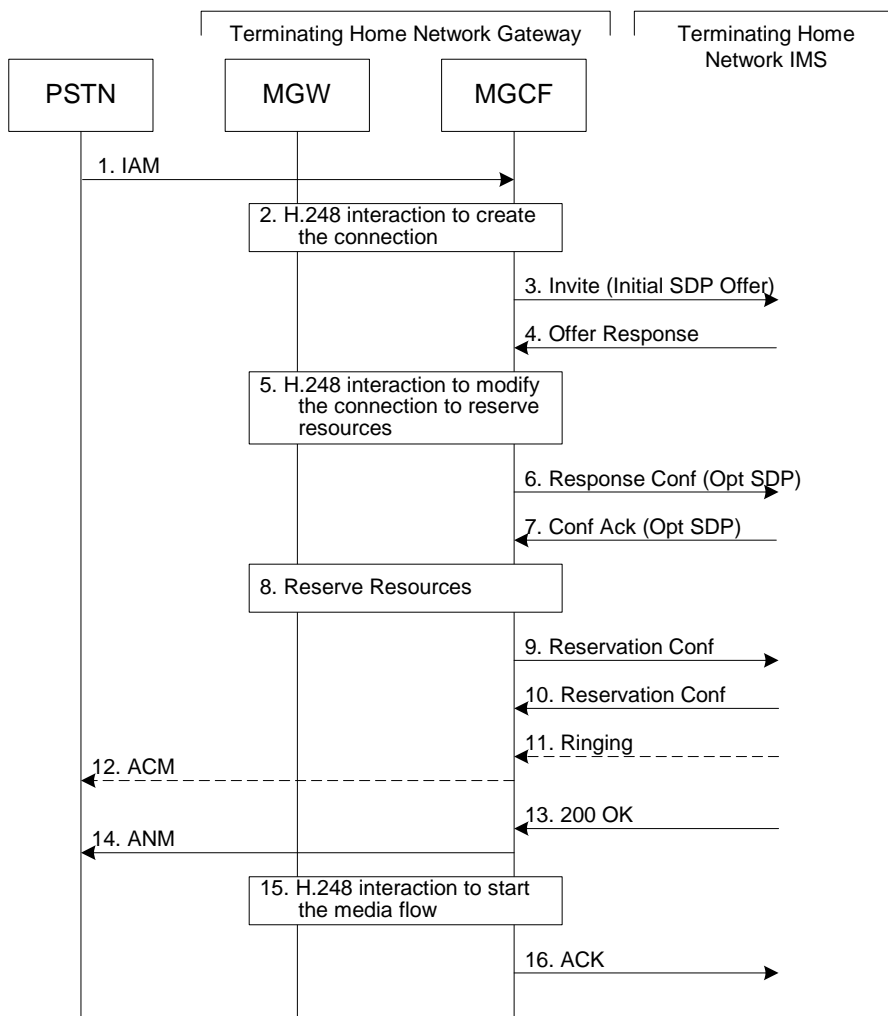 Terminating Home Network Gateway
Terminating Home
Network IMS
PSTN
MGW
MGCF
1. IAM
2. H.248 interaction to create
the connection
3. Invite (Initial SDP Offer)
4. Offer Response
5. H.248 interaction to modify
the connection to reserve
resources
6. Response Conf (Opt SDP)
7. Conf Ack (Opt SDP)
8. Reserve Resources
9. Reservation Conf
10. Reservation Conf
11. Ringing
12. ACM
13. 200 OK
14. ANM
15. H.248 interaction to start
the media flow
16. ACK